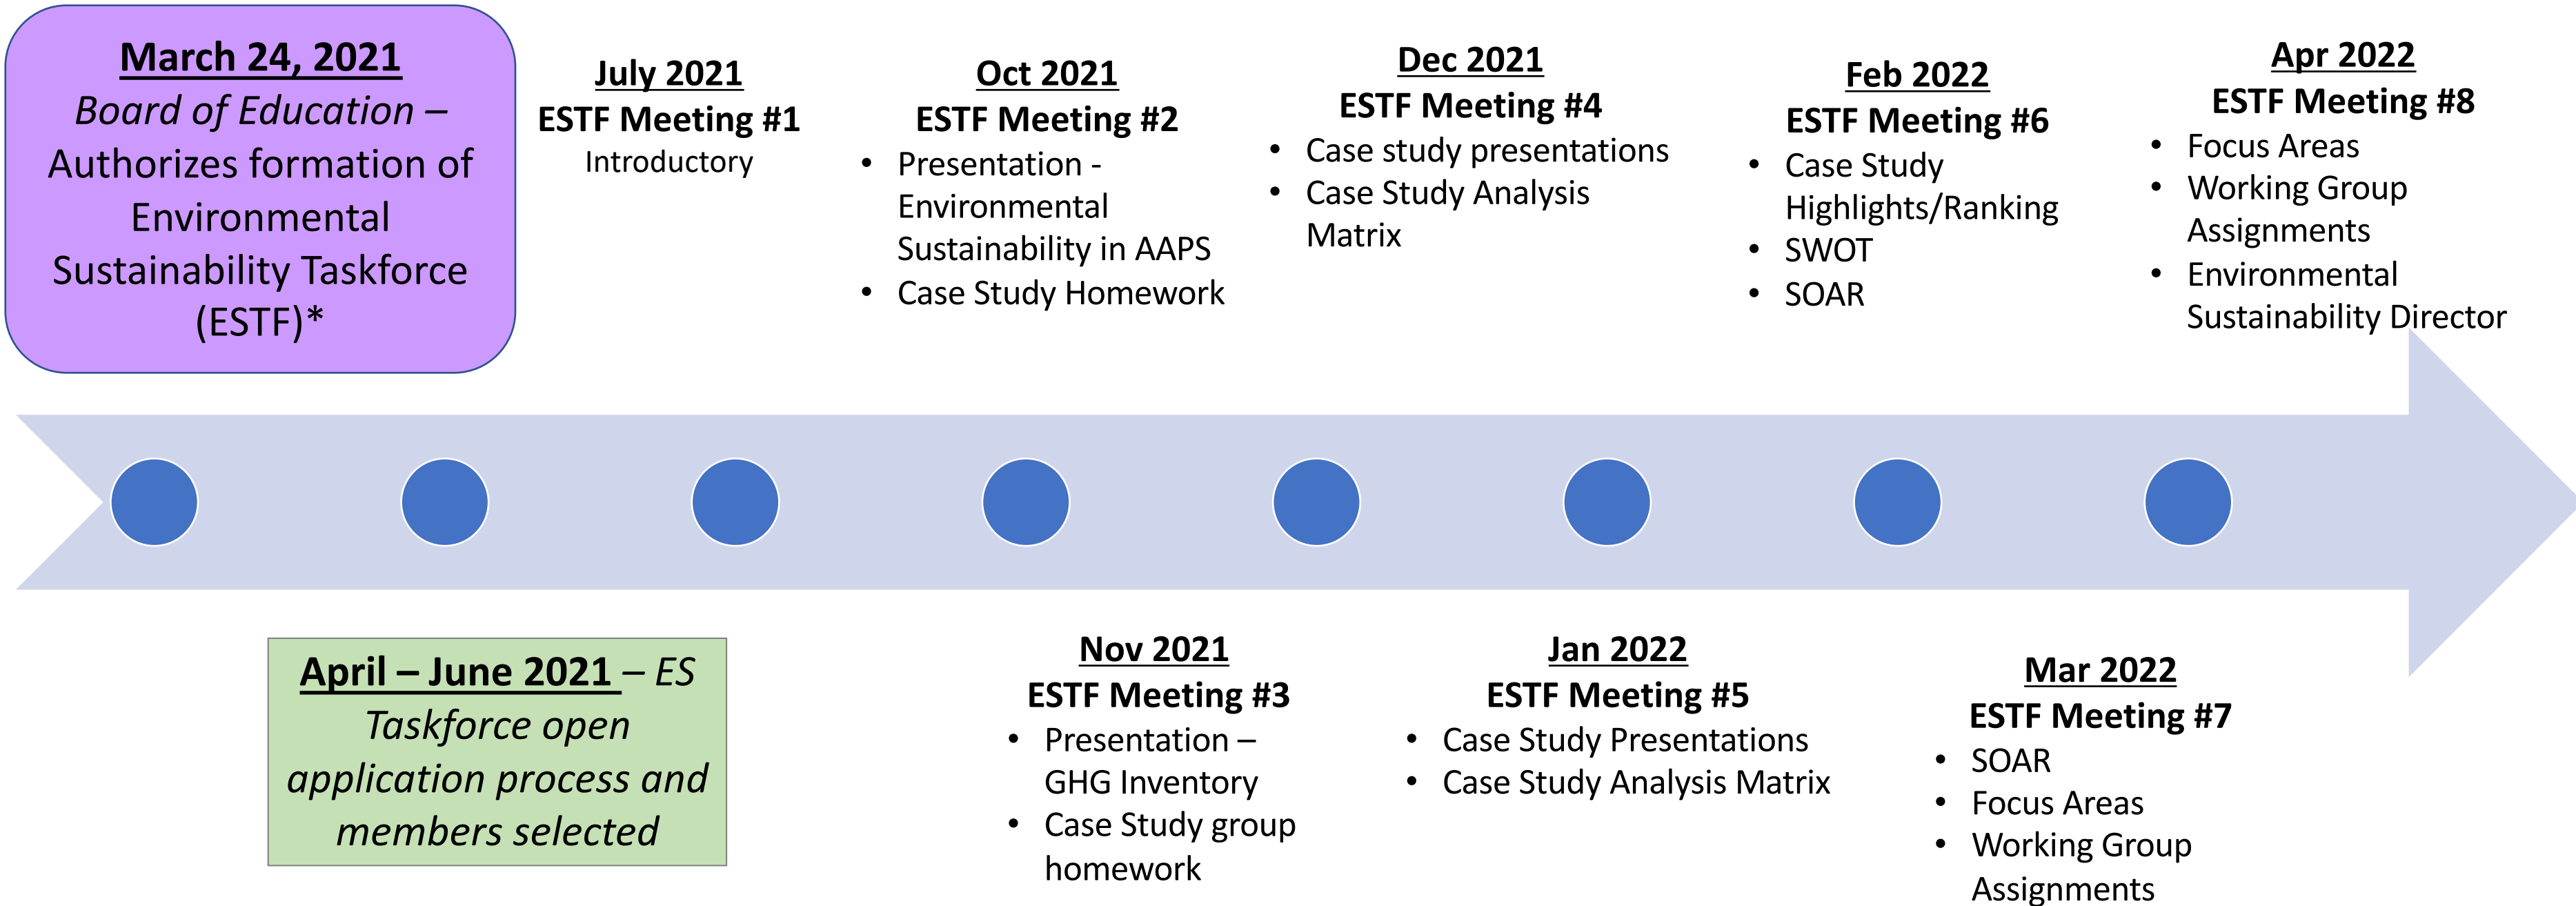 March 24, 2021
Board of Education –
Authorizes formation of
Environmental
Sustainability Taskforce
(ESTF)*
July 2021
ESTF Meeting #1
Introductory
Oct 2021
ESTF Meeting #2
• Presentation -
Environmental
Sustainability in AAPS
• Case Study Homework
Dec 2021
ESTF Meeting #4
• Case study presentations
• Case Study Analysis
Matrix
Feb 2022
ESTF Meeting #6
• Case Study
Highlights/Ranking
• SWOT
• SOAR
Apr 2022
ESTF Meeting #8
• Focus Areas
• Working Group
Assignments
• Environmental
Sustainability Director
April – June 2021 – ES
Taskforce open
application process and
members selected
Nov 2021
ESTF Meeting #3
• Presentation –
GHG Inventory
• Case Study group
homework
Jan 2022
ESTF Meeting #5
• Case Study Presentations
• Case Study Analysis Matrix
Mar 2022
ESTF Meeting #7
• SOAR
• Focus Areas
• Working Group
Assignments